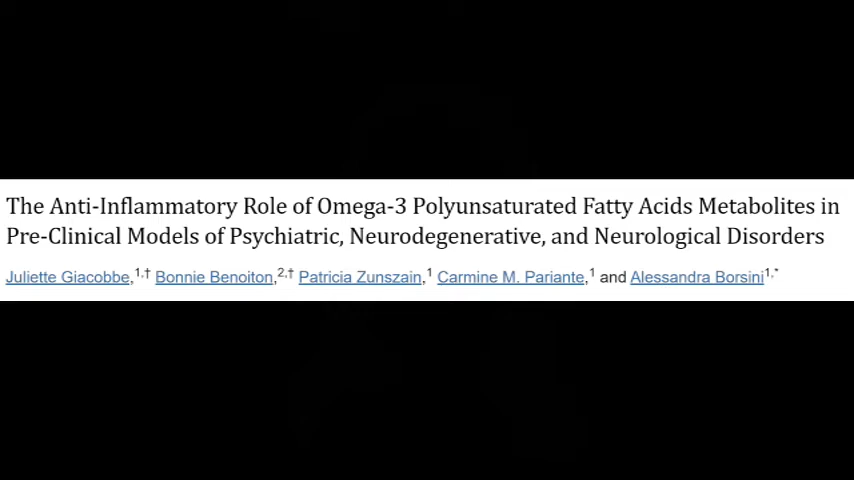 The Anti-Inflammatory Role of Omega-3 Polyunsaturated Fatty Acids Metabolites in
Pre-Clinical Models of Psychiatric, Neurodegenerative, and Neurological Disorders
Juliette Giacobbe,1,† Bonnie Benoiton,2,† Patricia Zunszain,1 Carmine M. Pariante,1 and Alessandra Borsini1,*